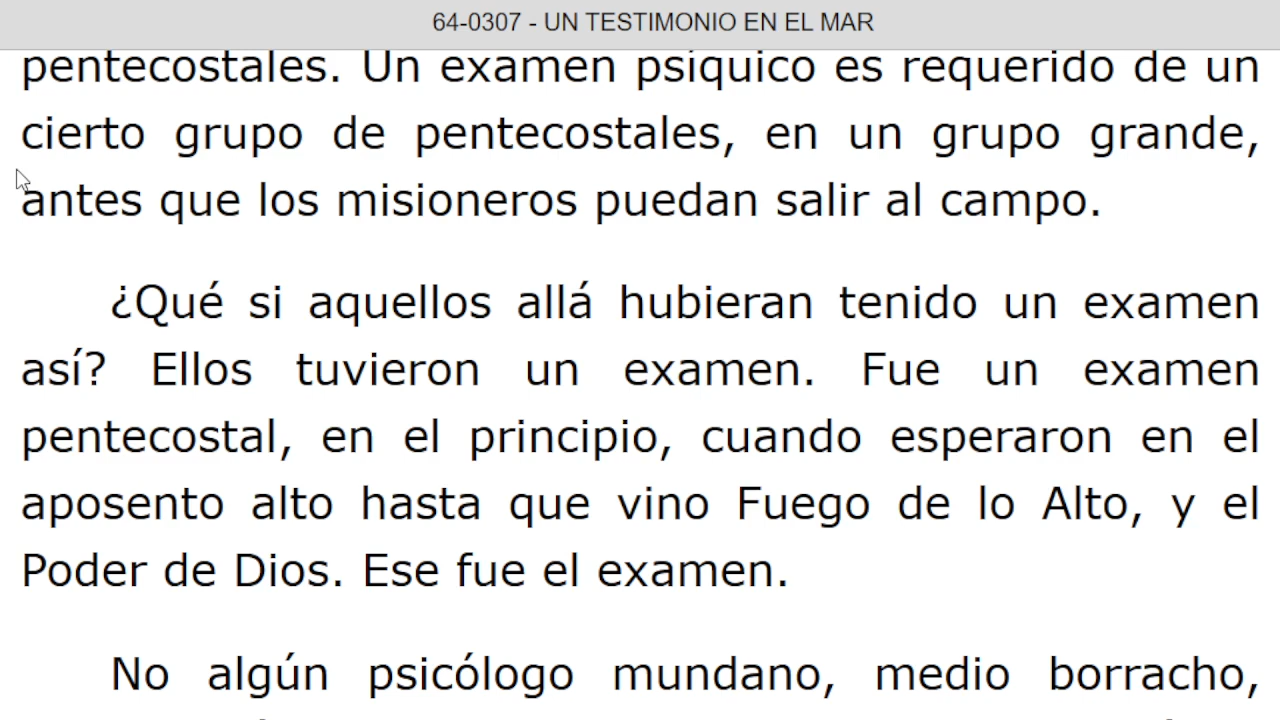 64-0307 - UN TESTIMONIO EN EL MAR
pentecostales. Un examen psíquico es requerido de un
cierto grupo de pentecostales, en un grupo grande,
antes que los misioneros puedan salir al campo.
¿Qué si aquellos allá hubieran tenido un examen
así? Ellos tuvieron un examen. Fue un examen
pentecostal, en el principio, cuando esperaron en el
aposento alto hasta que vino Fuego de lo Alto, y el
Poder de Dios. Ese fue el examen.
No algún psicólogo mundano, medio borracho,